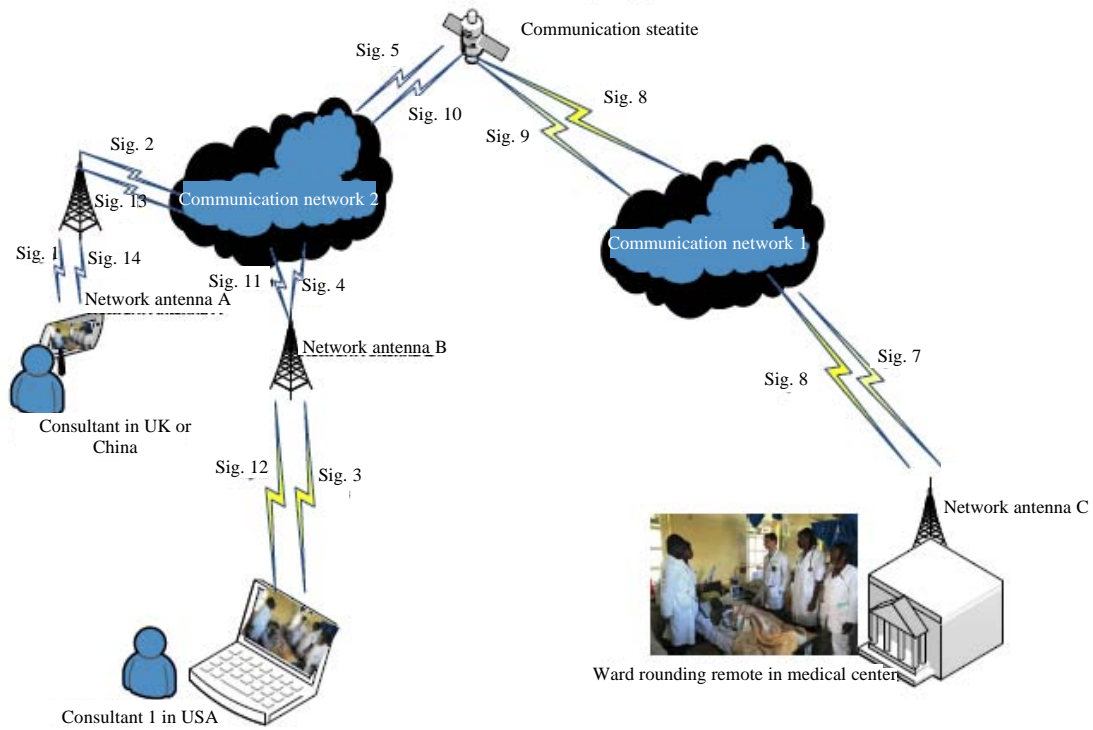 Communication steatite
Sig. 5
Sig. 10
Sig. 8
Sig. 9
Sig. 2
Sig. 13
Communication network 2
Communication network 1
Sig. 1
Sig. 14
Sig. 11
Sig. 4
Network antenna A
Network antenna B
Sig. 7
Sig. 8
Consultant in UK or
China
Sig. 12
Sig. 3
Network antenna C
Ward rounding remote in medical center
Consultant 1 in USA